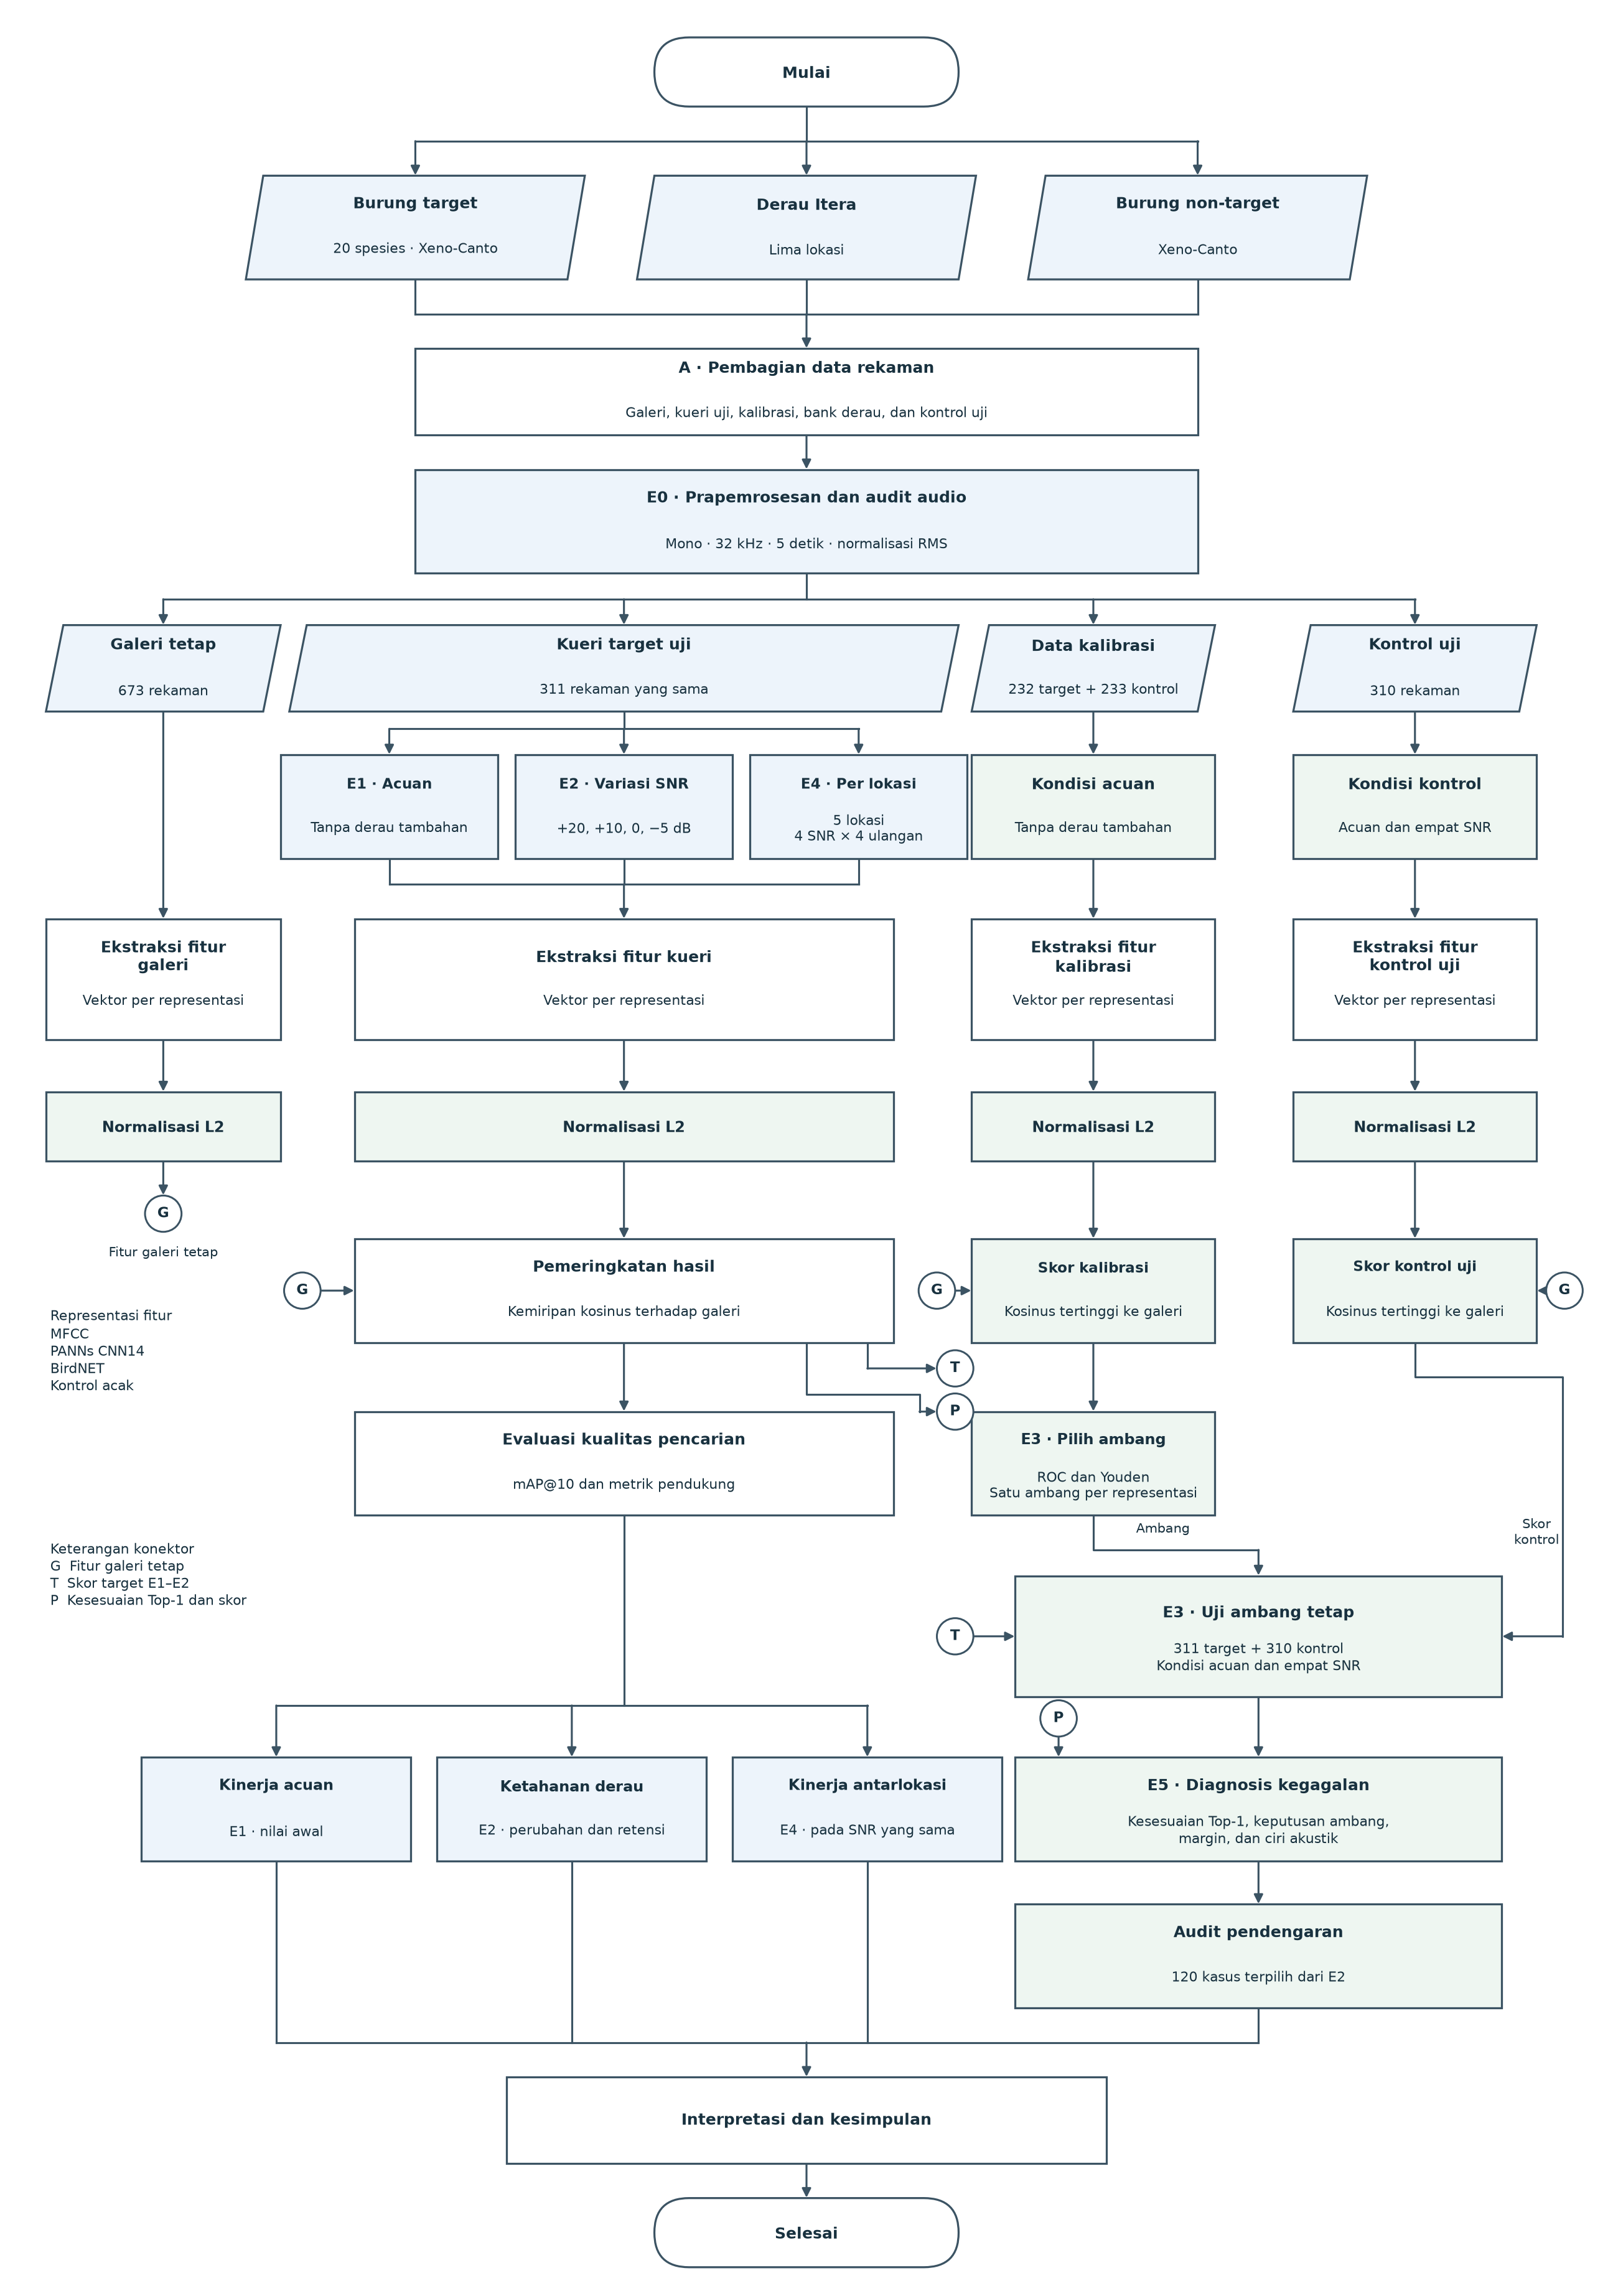 Mulai
Burung target
20 spesies · Xeno-Canto
Derau Itera
Lima lokasi
Burung non-target
Xeno-Canto
A · Pembagian data rekaman
Galeri, kueri uji, kalibrasi, bank derau, dan kontrol uji
E0 · Prapemrosesan dan audit audio
Mono · 32 kHz · 5 detik · normalisasi RMS
Galeri tetap
673 rekaman
Kueri target uji
311 rekaman yang sama
Data kalibrasi
232 target + 233 kontrol
Kontrol uji
310 rekaman
E1 · Acuan
Tanpa derau tambahan
E2 · Variasi SNR
+20, +10, 0, −5 dB
E4 · Per lokasi
5 lokasi
4 SNR × 4 ulangan
Kondisi acuan
Tanpa derau tambahan
Kondisi kontrol
Acuan dan empat SNR
Ekstraksi fitur
galeri
Vektor per representasi
Ekstraksi fitur kueri
Vektor per representasi
Ekstraksi fitur
kalibrasi
Vektor per representasi
Ekstraksi fitur
kontrol uji
Vektor per representasi
Normalisasi L2
Normalisasi L2
Normalisasi L2
Normalisasi L2
G
Fitur galeri tetap
G
Pemeringkatan hasil
Kemiripan kosinus terhadap galeri
G
Skor kalibrasi
Kosinus tertinggi ke galeri
Skor kontrol uji
Kosinus tertinggi ke galeri
G
Representasi fitur
MFCC
PANNs CNN14
BirdNET
Kontrol acak
T
P
Evaluasi kualitas pencarian
mAP@10 dan metrik pendukung
E3 · Pilih ambang
ROC dan Youden
Satu ambang per representasi
Ambang
Skor
kontrol
Keterangan konektor
G  Fitur galeri tetap
T  Skor target E1–E2
P  Kesesuaian Top-1 dan skor
T
E3 · Uji ambang tetap
311 target + 310 kontrol
Kondisi acuan dan empat SNR
P
Kinerja acuan
E1 · nilai awal
Ketahanan derau
E2 · perubahan dan retensi
Kinerja antarlokasi
E4 · pada SNR yang sama
E5 · Diagnosis kegagalan
Kesesuaian Top-1, keputusan ambang,
margin, dan ciri akustik
Audit pendengaran
120 kasus terpilih dari E2
Interpretasi dan kesimpulan
Selesai